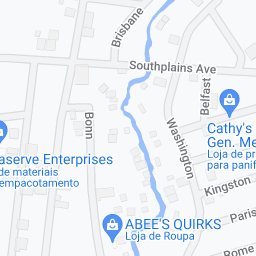 Brisbane
Southplains Ave
Belfast
Bonn
Washington
Cathy's
Gen. Me
Loja de pr
para panif
aserve Enterprises
de materiais
empacotamento
Kingston
Paris
ABEE'S QUIRKS
Loja de Roupa
Rome